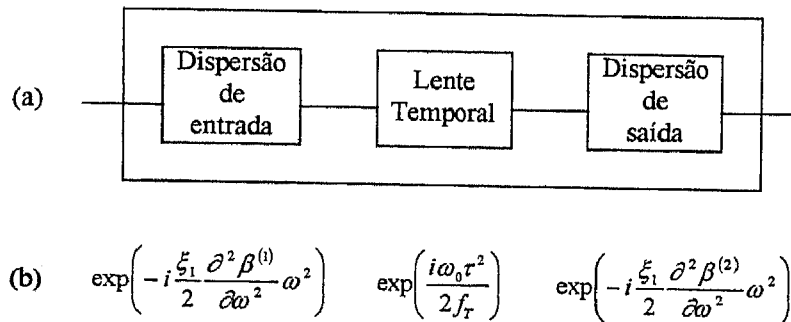 (a)
Dispersão
de
entrada
Lente
Temporal
Dispersão
de
saída
(b) exp(-i ξ₁/2 ∂²β⁽¹⁾/∂ω² ω²) exp(iω₀τ²/2f_T) exp(-i ξ₁/2 ∂²β⁽²⁾/∂ω² ω²)